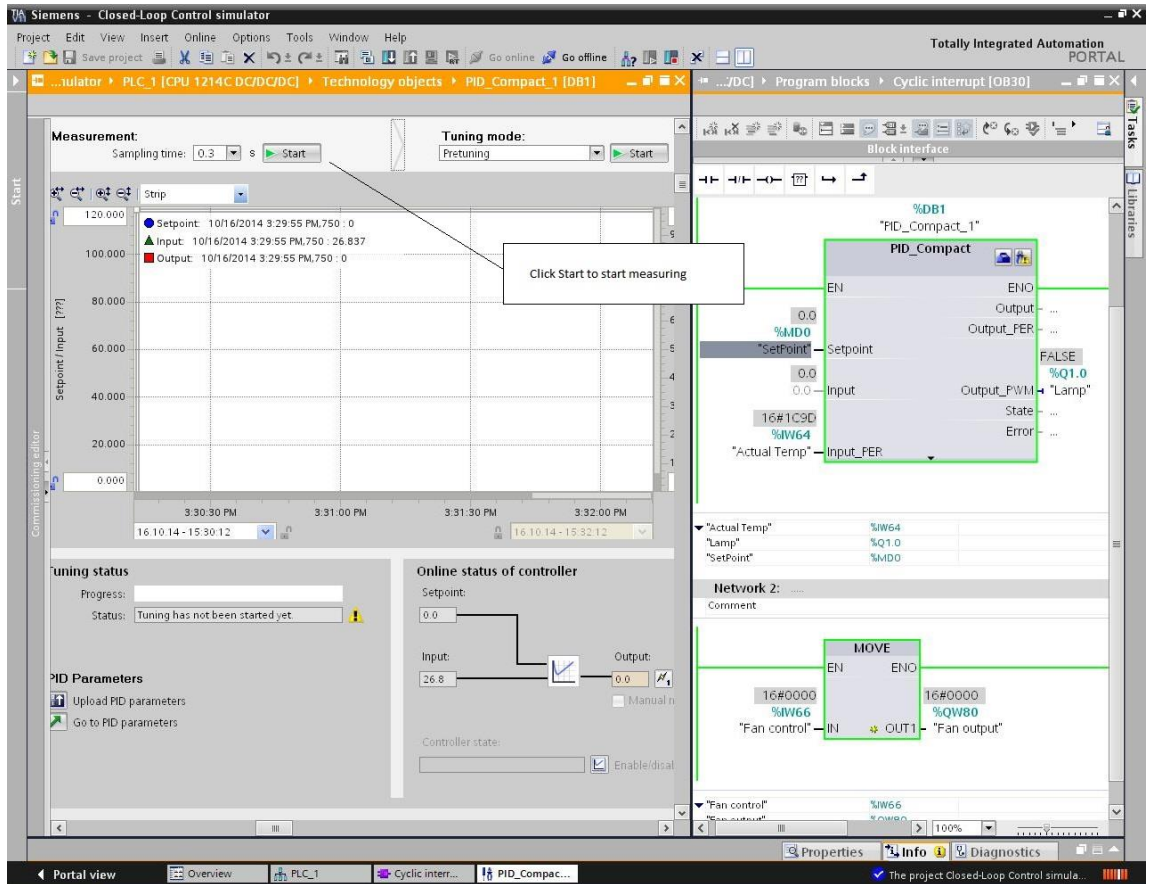 Siemens - Closed-Loop Control simulator
Project Edit View Insert Online Options Tools Window Help
Totally Integrated Automation
PORTAL
Save project Go online Go offline
...mulator PLC_1 [CPU 1214C DC/DC/DC] Technology objects PID_Compact_1 [DB1]
.../DC] Program blocks Cyclic interrupt [OB30]
Measurement:
Sampling time: 0.3 s Start
Tuning mode:
Pretuning Start
Block interface
Start
Tasks
Libraries
Strip
120.000
100.000
80.000
60.000
40.000
20.000
0.000
Setpoint / Input [???]
Setpoint: 10/16/2014 3:29:55 PM,750 : 0
Input: 10/16/2014 3:29:55 PM,750 : 26.837
Output: 10/16/2014 3:29:55 PM,750 : 0
Click Start to start measuring
6
5
4
3
2
1
3:30:30 PM 3:31:00 PM 3:31:30 PM 3:32:00 PM
16.10.14 - 15:30:12 16.10.14 - 15:32:12
Commissioning editor
Tuning status
Progress:
Status: Tuning has not been started yet.
PID Parameters
Upload PID parameters
Go to PID parameters
Online status of controller
Setpoint:
0.0
Input:
26.8
Output:
0.0
Manual
Controller state:
Enable/disal
%DB1
"PID_Compact_1"
PID_Compact
EN ENO
Output ...
Output_PER ...
0.0
%MD0
"SetPoint" Setpoint
FALSE
%Q1.0
Output_PWM "Lamp"
0.0
0.0 Input
State ...
Error ...
16#1C9D
%IW64
"Actual Temp" Input_PER
"Actual Temp" %IW64
"Lamp" %Q1.0
"SetPoint" %MD0
Network 2: .....
Comment
MOVE
EN ENO
16#0000 16#0000
%IW66 %QW80
"Fan control" IN OUT1 "Fan output"
"Fan control" %IW66
"Fan output" %QW80
100%
Properties Info Diagnostics
Portal view Overview PLC_1 Cyclic interr... PID_Compac...
The project Closed-Loop Control simula...